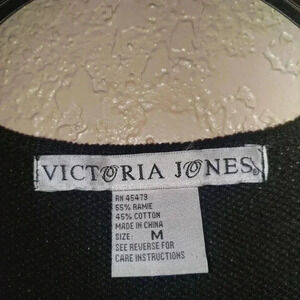 VICTORIA JONES®
RN 45479
55% RAMIE
45% COTTON
MADE IN CHINA
SIZE: M
SEE REVERSE FOR
CARE INSTRUCTIONS